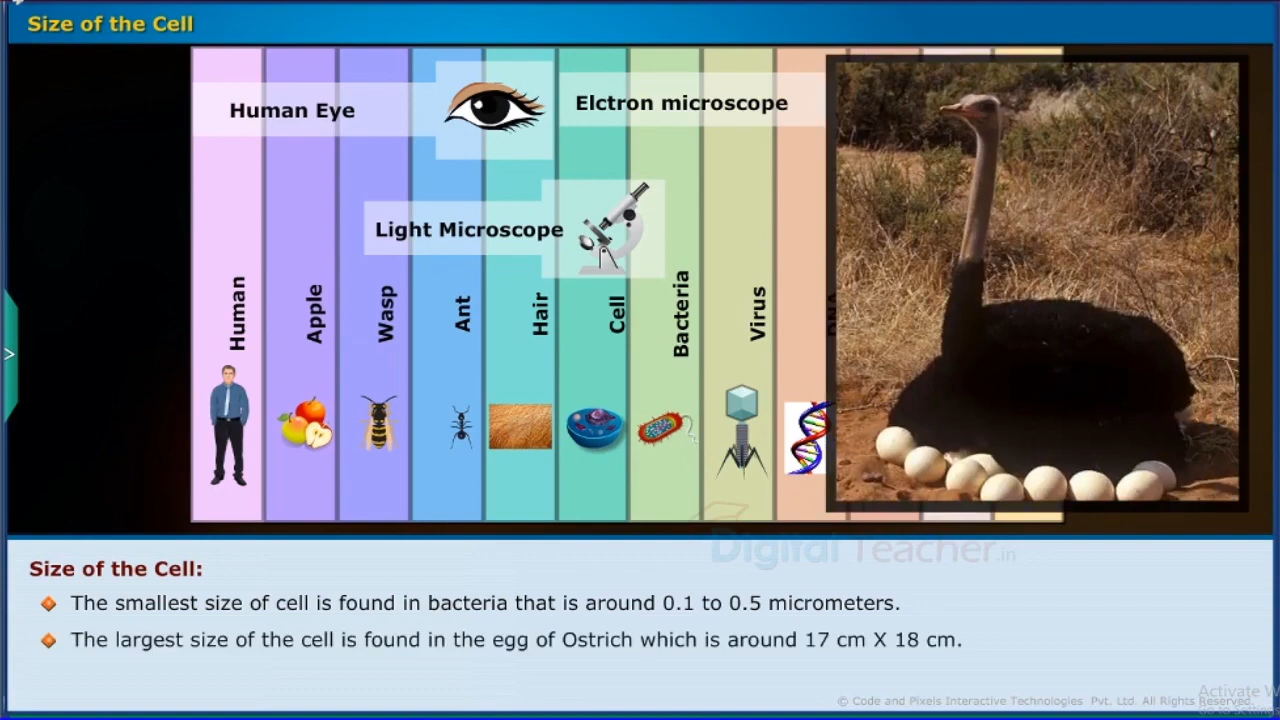 Size of the Cell
Human Eye
Elctron microscope
Light Microscope
Human
Apple
Wasp
Ant
Hair
Cell
Bacteria
Virus
DNA
Size of the Cell:
The smallest size of cell is found in bacteria that is around 0.1 to 0.5 micrometers.
The largest size of the cell is found in the egg of Ostrich which is around 17 cm X 18 cm.
Digital Teacher.in
Activate W
© Code and Pixels Interactive Technologies Pvt. Ltd. All Rights Reserved.